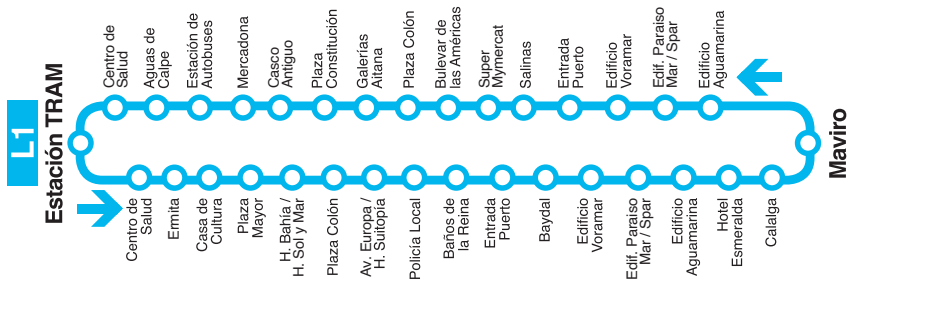 L1
Estación TRAM
Centro de
Salud
Aguas de
Calpe
Estación de
Autobuses
Mercadona
Casco
Antiguo
Plaza
Constitución
Galerías
Aitana
Plaza Colón
Bulevar de
las Américas
Super
Mymercat
Salinas
Entrada
Puerto
Edificio
Voramar
Edif. Paraiso
Mar / Spar
Edificio
Aguamarina
Maviro
Centro de
Salud
Ermita
Casa de
Cultura
Plaza
Mayor
H. Bahía /
H. Sol y Mar
Plaza Colón
Av. Europa /
H. Suitopía
Policía Local
Baños de
la Reina
Entrada
Puerto
Baydal
Edificio
Voramar
Edif. Paraiso
Mar / Spar
Edificio
Aguamarina
Hotel
Esmeralda
Calalga